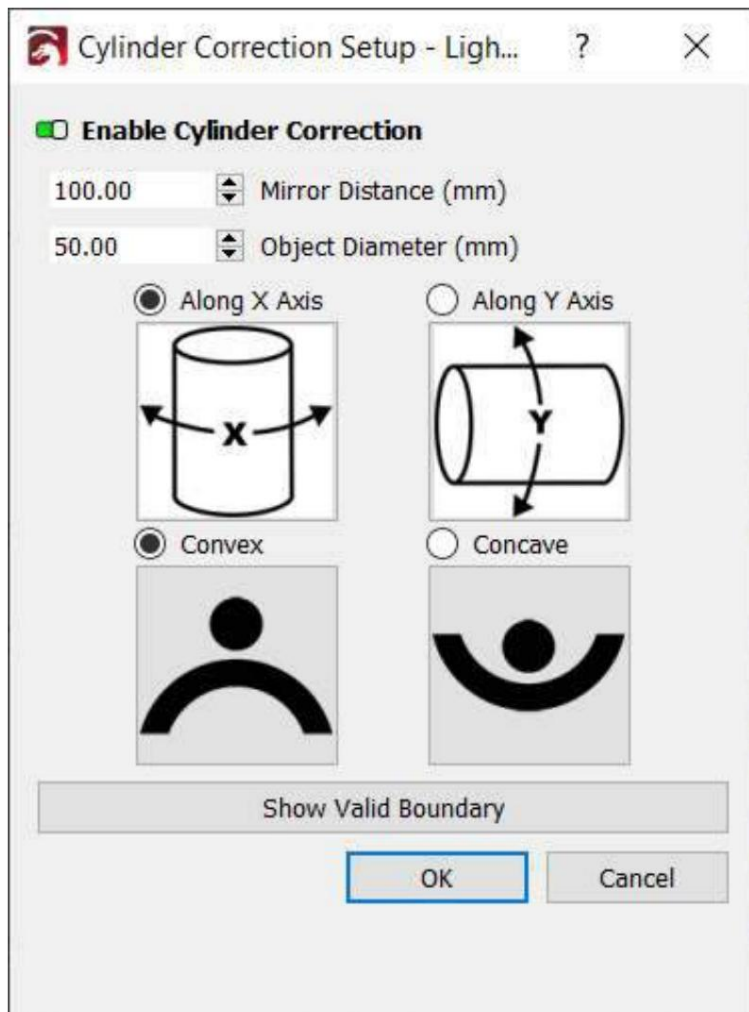 Cylinder Correction Setup - Ligh... ?
Enable Cylinder Correction
100.00 Mirror Distance (mm)
50.00 Object Diameter (mm)
Along X Axis Along Y Axis
X Y
Convex Concave
Show Valid Boundary
OK Cancel